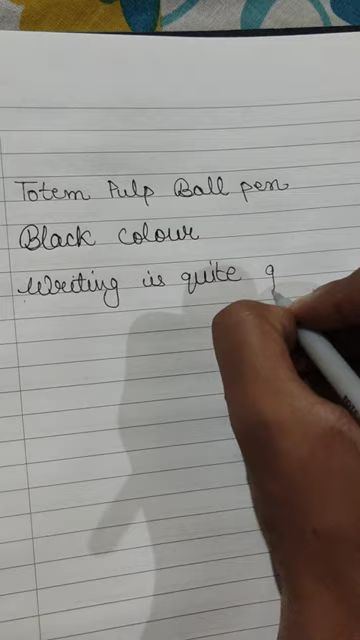 Totem Pulp Ball pen
Black colour
Writing is quite g